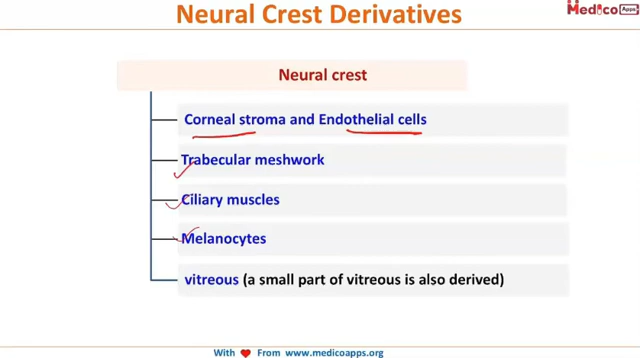 Neural Crest Derivatives
Medico Apps
Neural crest
Corneal stroma and Endothelial cells
Trabecular meshwork
Ciliary muscles
Melanocytes
vitreous (a small part of vitreous is also derived)
With ❤ From www.medicoapps.org